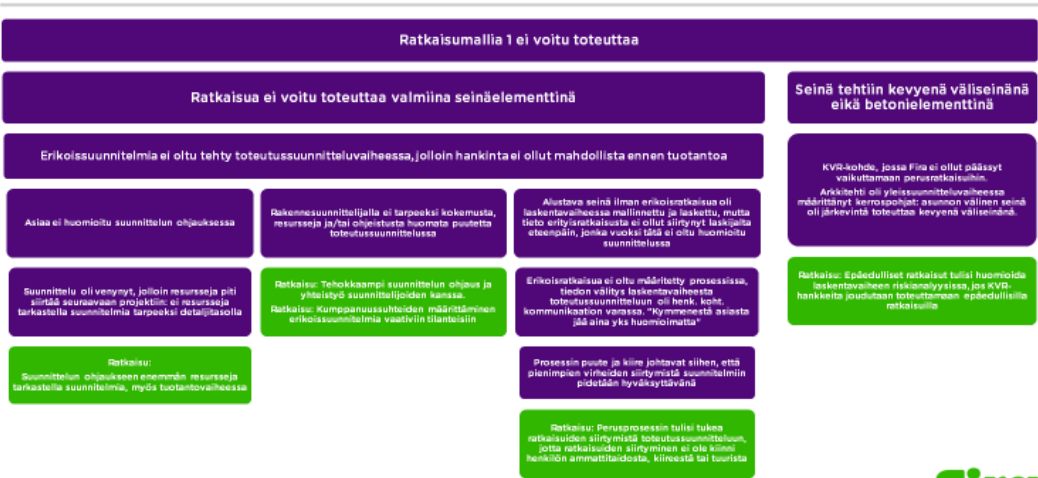 Ratkaisumallia 1 ei voitu toteuttaa
Ratkaisua ei voitu toteuttaa valmiina seinäelementtinä
Seinä tehtiin kevyenä väliseinänä
eikä betonielementtinä
Erikoissuunnitelmia ei oltu tehty toteutussuunnitteluvaiheessa, jolloin hankinta ei ollut mahdollista ennen tuotantoa
KVR-kohde, jossa Fira ei ollut päässyt
vaikuttamaan perusratkaisuihin.
Arkkitehti oli yleissuunnitteluvaiheessa
määrittänyt kerrospohjat: asunnon välinen seinä
oli järkevintä toteuttaa kevyenä väliseinänä.
Asiaa ei huomioitu suunnittelun ohjauksessa
Rakennesuunnittelijalla ei tarpeeksi kokemusta,
resursseja ja/tai ohjeistusta huomata puutetta
toteutussuunnittelussa
Alustava seinä ilman erikoisratkaisua oli
laskentavaiheessa mallinnettu ja laskettu, mutta
tieto erityisratkaisusta ei ollut siirtynyt laskijalta
eteenpäin, jonka vuoksi tätä ei oltu huomioitu
suunnittelussa
Suunnittelu oli venynyt, jolloin resursseja piti
siirtää seuraavaan projektiin: ei resursseja
tarkastella suunnitelmia tarpeeksi detaljitasolla
Ratkaisu: Tehokkaampi suunnittelun ohjaus ja
yhteistyö suunnittelijoiden kanssa.
Ratkaisu: Kumppanuussuhteiden määrittäminen
erikoissuunnitelmia vaativiin tilanteisiin
Erikoisratkaisua ei oltu määritetty prosessissa,
tiedon välitys laskentavaiheesta
toteutussuunnitteluun oli henk. koht.
kommunikaation varassa. "Kymmenestä asiasta
jää aina yks huomioimatta"
Ratkaisu: Epäedulliset ratkaisut tulisi huomioida
laskentavaiheen riskianalyysissa, jos KVR-
hankkeita joudutaan toteuttamaan epäedullisilla
ratkaisuilla
Ratkaisu:
Suunnittelun ohjaukseen enemmän resursseja
tarkastella suunnitelmia, myös tuotantovaiheessa
Prosessin puute ja kiire johtavat siihen, että
pienimpien virheiden siirtymistä suunnitelmiin
pidetään hyväksyttävänä
Ratkaisu: Perusprosessin tulisi tukea
ratkaisuiden siirtymistä toteutussuunnitteluun,
jotta ratkaisuiden siirtyminen ei ole kiinni
henkilön ammattitaidosta, kiireestä tai tuurista